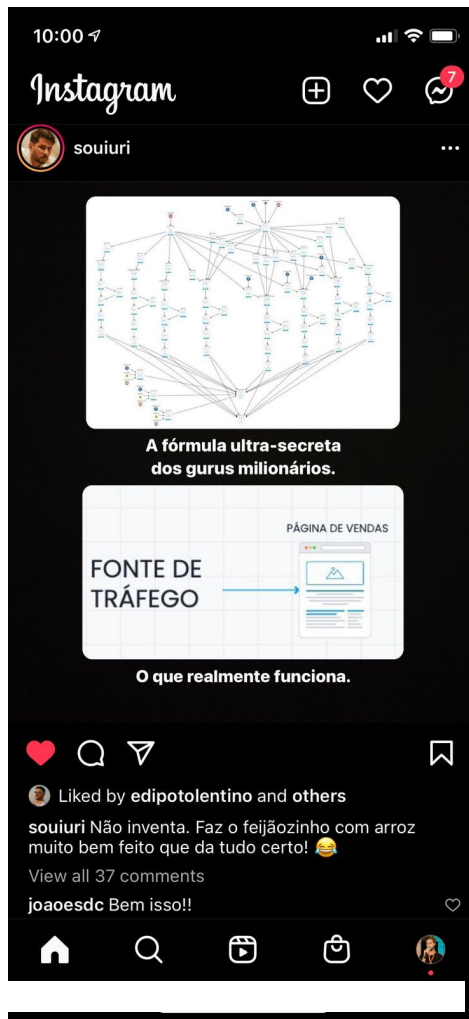 10:00
Instagram
7
souiuri
A fórmula ultra-secreta
dos gurus milionários.
PÁGINA DE VENDAS
FONTE DE
TRÁFEGO
O que realmente funciona.
Liked by edipotolentino and others
souiuri Não inventa. Faz o feijãozinho com arroz
muito bem feito que da tudo certo! 😂
View all 37 comments
joaoesdc Bem isso!!